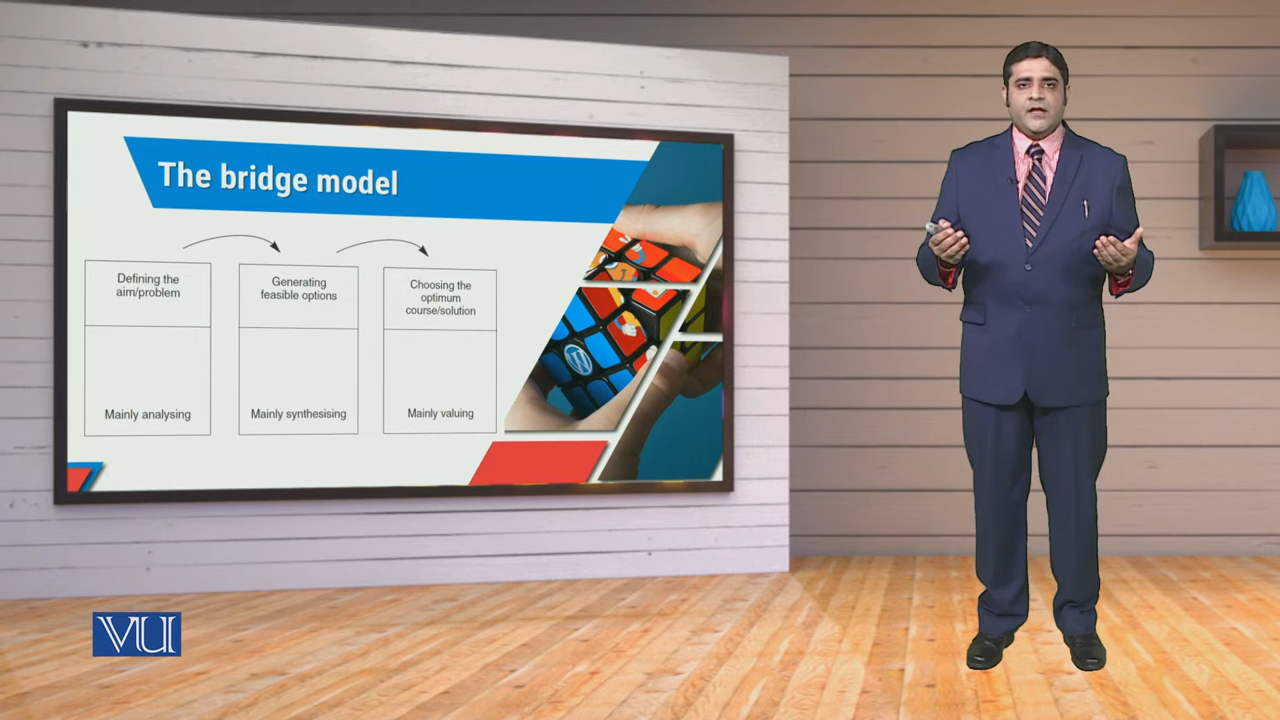 The bridge model
Defining the
aim/problem
Mainly analysing
Generating
feasible options
Mainly synthesising
Choosing the
optimum
course/solution
Mainly valuing
VU